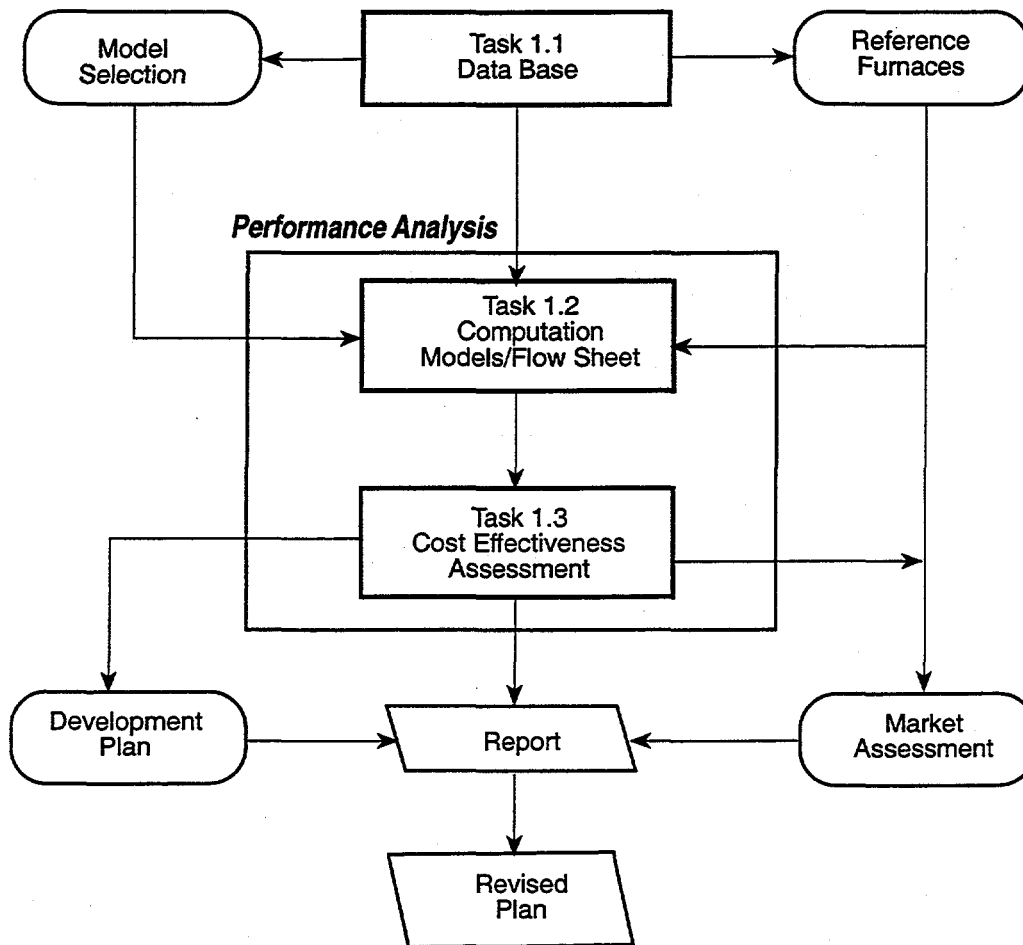 Model
Selection
Task 1.1
Data Base
Reference
Furnaces
Performance Analysis
Task 1.2
Computation
Models/Flow Sheet
Task 1.3
Cost Effectiveness
Assessment
Development
Plan
Report
Market
Assessment
Revised
Plan